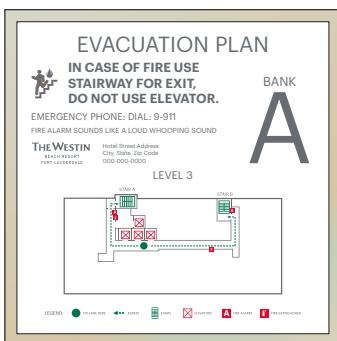 EVACUATION PLAN
IN CASE OF FIRE USE
STAIRWAY FOR EXIT,
DO NOT USE ELEVATOR.
BANK
A
EMERGENCY PHONE: DIAL: 9-911
FIRE ALARM SOUNDS LIKE A LOUD WHOOPING SOUND
THE WESTIN
BEACH RESORT
FORT LAUDERDALE
Hotel Street Address
City, State Zip Code
000-000-0000
LEVEL 3
STAIR A
STAIR B
LEGEND:
YOU ARE HERE
EGRESS
STAIRS
ELEVATORS
A
FIRE ALARM
F
FIRE EXTINGUISHER